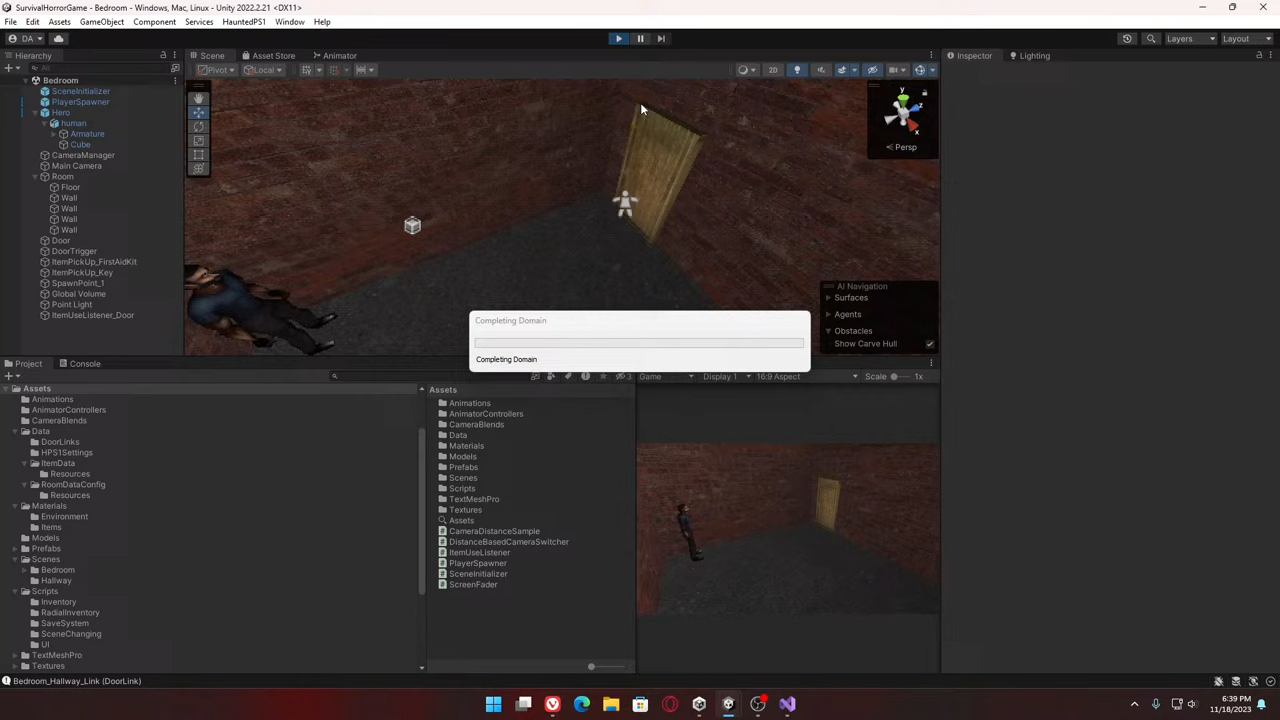 SurvivalHorrorGame - Bedroom - Windows, Mac, Linux - Unity 2022.2.21 <DX11>
File Edit Assets GameObject Component Services HauntedPS1 Window Help
DA
Layers Layout
Hierarchy
Scene Asset Store Animator
Inspector Lighting
All
Pivot Local
2D
Bedroom
SceneInitializer
PlayerSpawner
Hero
human
Armature
Cube
CameraManager
Main Camera
Room
Floor
Wall
Wall
Wall
Wall
Door
DoorTrigger
ItemPickUp_FirstAidKit
ItemPickUp_Key
SpawnPoint_1
Global Volume
Point Light
ItemUseListener_Door
y
z
x
Persp
AI Navigation
Surfaces
Agents
Obstacles
Show Carve Hull
Completing Domain
Completing Domain
Project Console
3
Game Display 1 16:9 Aspect Scale 1x
Assets
Animations
AnimatorControllers
CameraBlends
Data
DoorLinks
HPS1Settings
ItemData
Resources
RoomDataConfig
Resources
Materials
Environment
Items
Models
Prefabs
Scenes
Bedroom
Hallway
Scripts
Inventory
RadialInventory
SaveSystem
SceneChanging
UI
TextMeshPro
Textures
Assets
Animations
AnimatorControllers
CameraBlends
Data
Materials
Models
Prefabs
Scenes
Scripts
TextMeshPro
Textures
Assets
CameraDistanceSample
DistanceBasedCameraSwitcher
ItemUseListener
PlayerSpawner
SceneInitializer
ScreenFader
Bedroom_Hallway_Link (DoorLink)
6:39 PM
11/18/2023